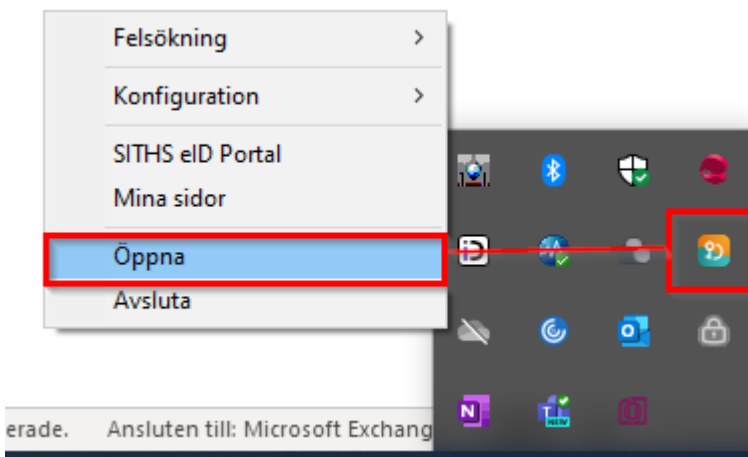 Felsökning
Konfiguration
SITHS eID Portal
Mina sidor
Öppna
Avsluta
erade. Ansluten till: Microsoft Exchang